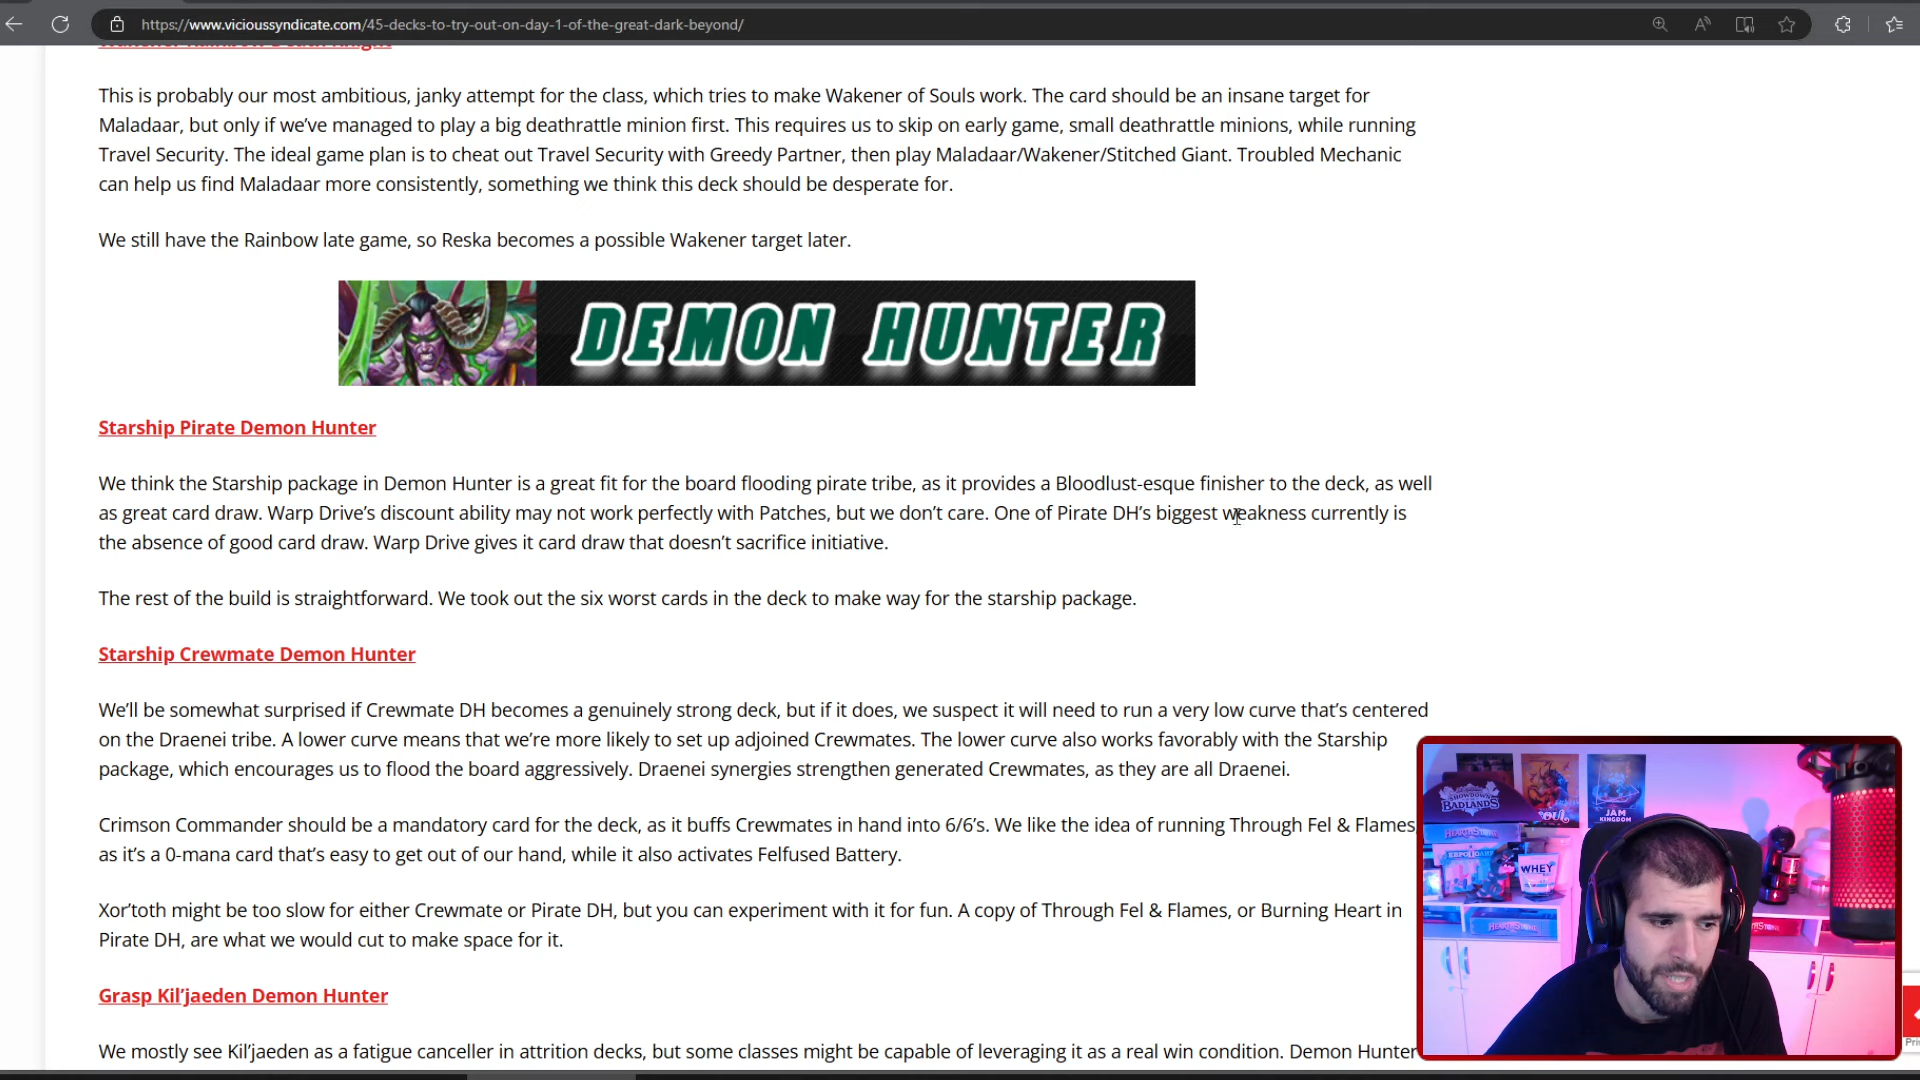 https://www.vicioussyndicate.com/45-decks-to-try-out-on-day-1-of-the-great-dark-beyond/
This is probably our most ambitious, janky attempt for the class, which tries to make Wakener of Souls work. The card should be an insane target for
Maladaar, but only if we've managed to play a big deathrattle minion first. This requires us to skip on early game, small deathrattle minions, while running
Travel Security. The ideal game plan is to cheat out Travel Security with Greedy Partner, then play Maladaar/Wakener/Stitched Giant. Troubled Mechanic
can help us find Maladaar more consistently, something we think this deck should be desperate for.
We still have the Rainbow late game, so Reska becomes a possible Wakener target later.
DEMON HUNTER
Starship Pirate Demon Hunter
We think the Starship package in Demon Hunter is a great fit for the board flooding pirate tribe, as it provides a Bloodlust-esque finisher to the deck, as well
as great card draw. Warp Drive's discount ability may not work perfectly with Patches, but we don't care. One of Pirate DH's biggest weakness currently is
the absence of good card draw. Warp Drive gives it card draw that doesn't sacrifice initiative.
The rest of the build is straightforward. We took out the six worst cards in the deck to make way for the starship package.
Starship Crewmate Demon Hunter
We'll be somewhat surprised if Crewmate DH becomes a genuinely strong deck, but if it does, we suspect it will need to run a very low curve that's centered
on the Draenei tribe. A lower curve means that we're more likely to set up adjoined Crewmates. The lower curve also works favorably with the Starship
package, which encourages us to flood the board aggressively. Draenei synergies strengthen generated Crewmates, as they are all Draenei.
Crimson Commander should be a mandatory card for the deck, as it buffs Crewmates in hand into 6/6's. We like the idea of running Through Fel & Flames,
as it's a 0-mana card that's easy to get out of our hand, while it also activates Felfused Battery.
Xor'toth might be too slow for either Crewmate or Pirate DH, but you can experiment with it for fun. A copy of Through Fel & Flames, or Burning Heart in
Pirate DH, are what we would cut to make space for it.
Grasp Kil'jaeden Demon Hunter
We mostly see Kil'jaeden as a fatigue canceller in attrition decks, but some classes might be capable of leveraging it as a real win condition. Demon Hunter
SHOWDOWN
BADLANDS
JAM
KINGDOM
WHEY
HEARTHSTONE